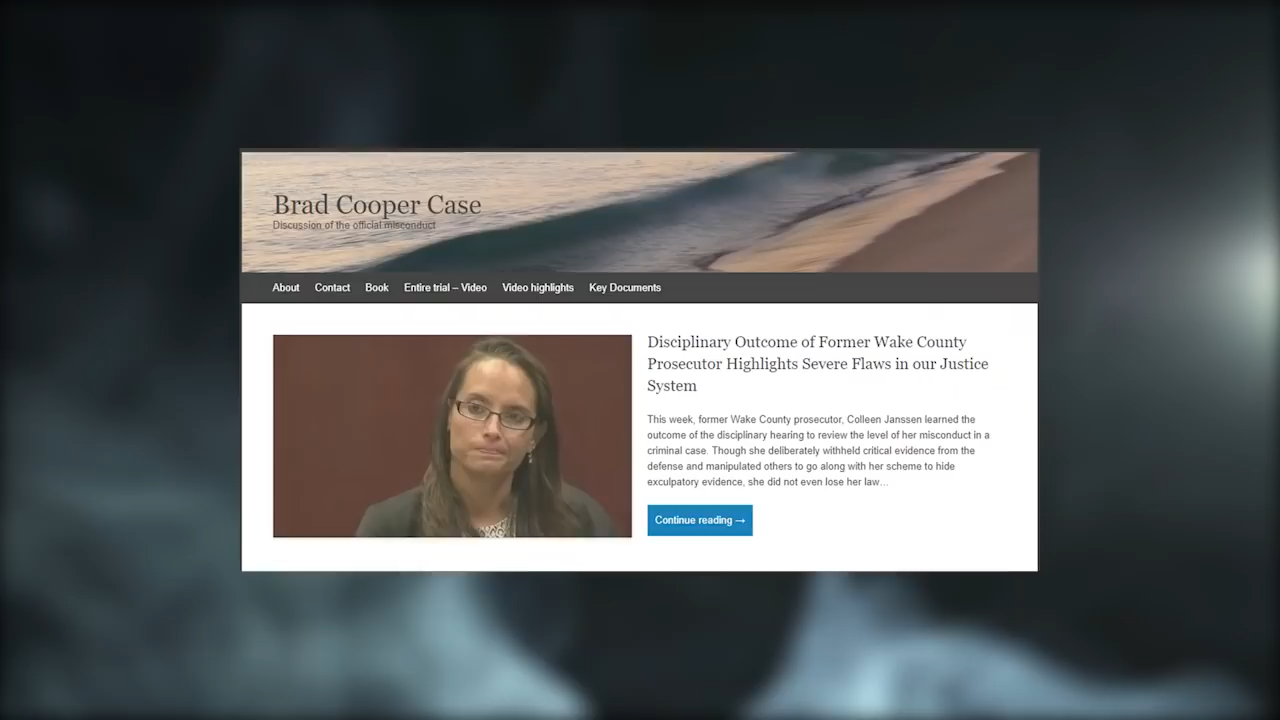 Brad Cooper Case
Discussion of the official misconduct
About Contact Book Entire trial – Video Video highlights Key Documents
Disciplinary Outcome of Former Wake County
Prosecutor Highlights Severe Flaws in our Justice
System
This week, former Wake County prosecutor, Colleen Janssen learned the
outcome of the disciplinary hearing to review the level of her misconduct in a
criminal case. Though she deliberately withheld critical evidence from the
defense and manipulated others to go along with her scheme to hide
exculpatory evidence, she did not even lose her law…
Continue reading →